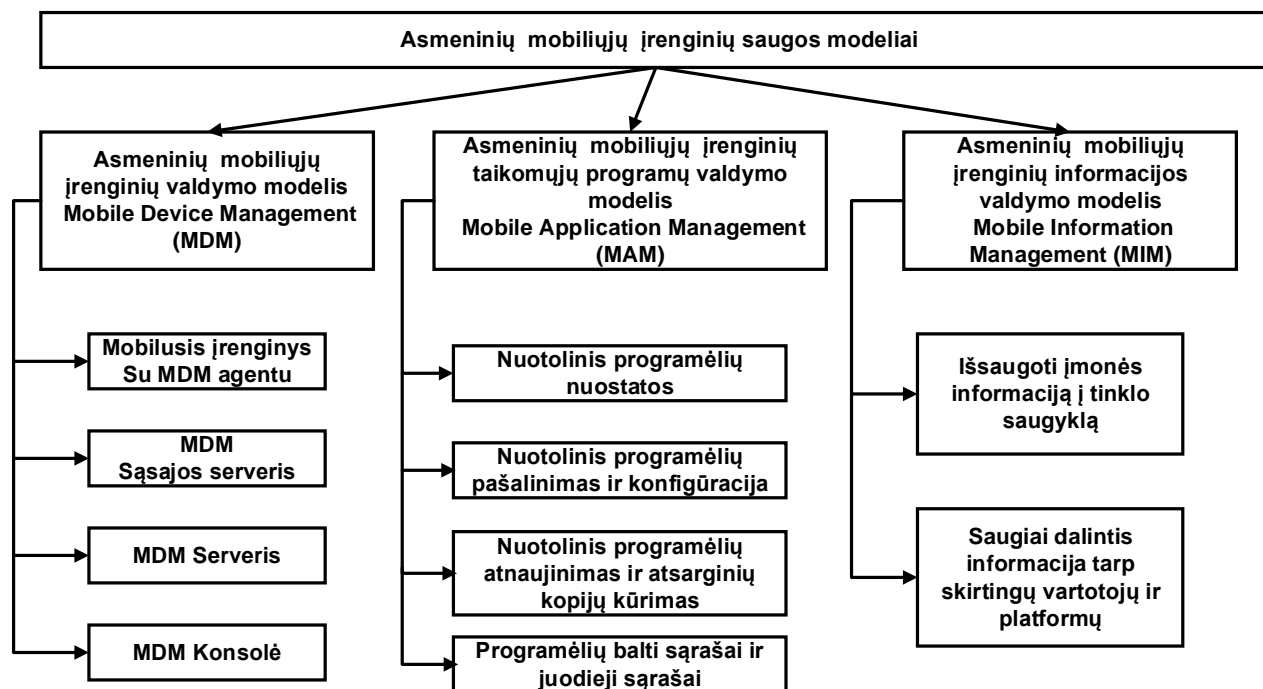 Asmeninių mobiliųjų įrenginių saugos modeliai
Asmeninių mobiliųjų
įrenginių valdymo modelis
Mobile Device Management
(MDM)
Mobilusis įrenginys
Su MDM agentu
MDM
Sąsajos serveris
MDM Serveris
MDM Konsolė
Asmeninių mobiliųjų įrenginių
taikomųjų programų valdymo
modelis
Mobile Application Management
(MAM)
Nuotolinis programėlių
nuostatos
Nuotolinis programėlių
pašalinimas ir konfigūracija
Nuotolinis programėlių
atnaujinimas ir atsarginių
kopijų kūrimas
Programėlių balti sąrašai ir
juodieji sąrašai
Asmeninių mobiliųjų
įrenginių informacijos
valdymo modelis
Mobile Information
Management (MIM)
Išsaugoti įmonės
informaciją į tinklo
saugyklą
Saugiai dalintis
informacija tarp
skirtingų vartotojų ir
platformų